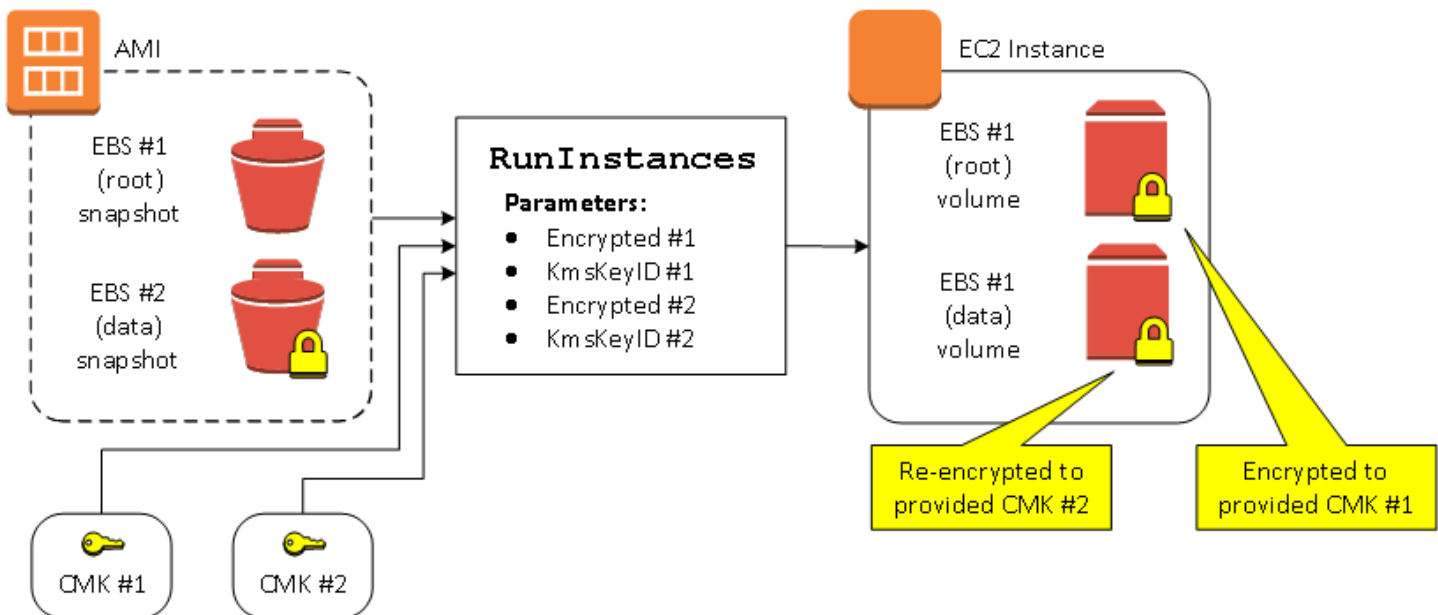 AMI
EBS #1
(root)
snapshot
EBS #2
(data)
snapshot
CMK #1
CMK #2
RunInstances
Parameters:
• Encrypted #1
• KmsKeyID #1
• Encrypted #2
• KmsKeyID #2
EC2 Instance
EBS #1
(root)
volume
EBS #1
(data)
volume
Re-encrypted to
provided CMK #2
Encrypted to
provided CMK #1